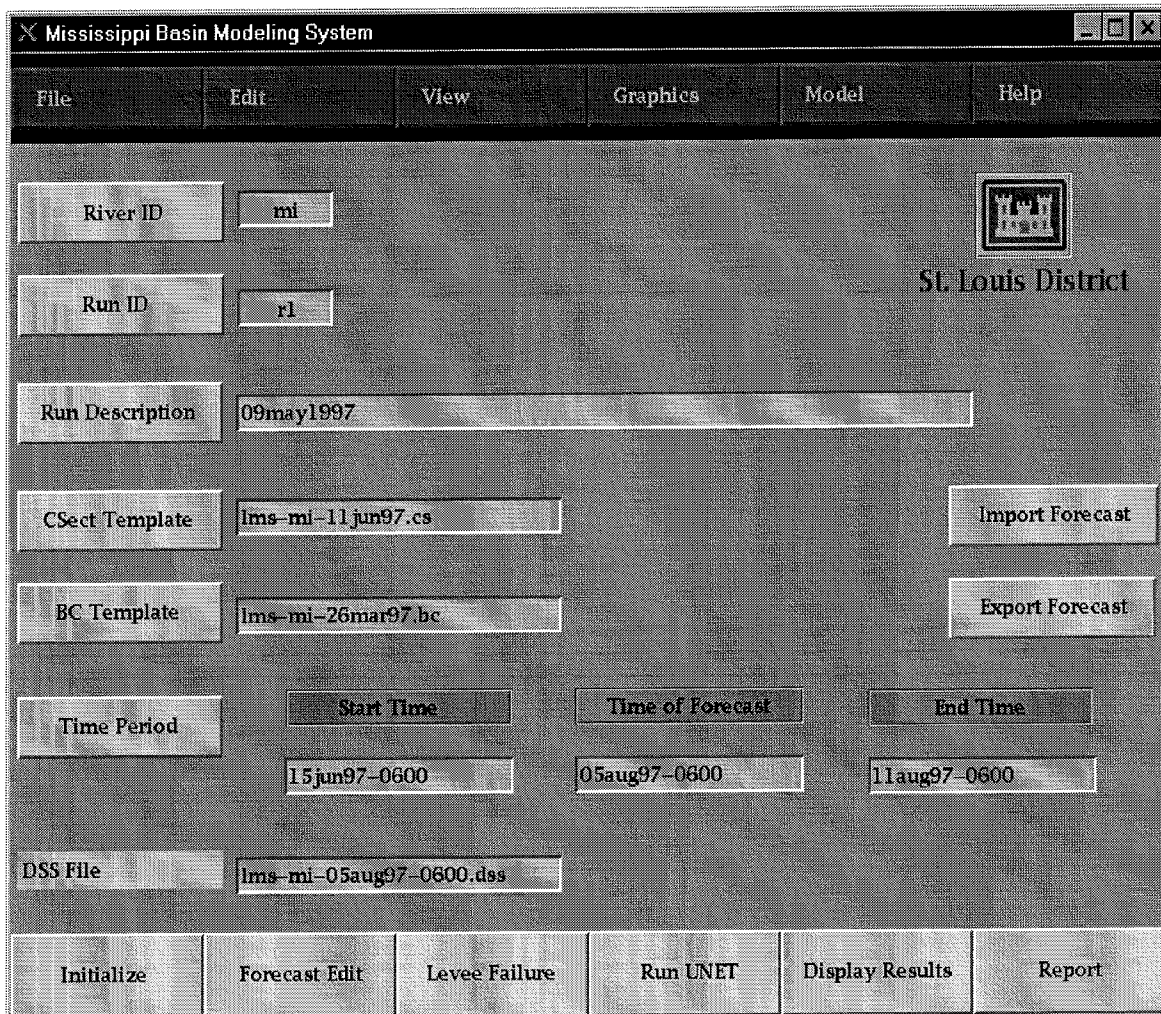 Mississippi Basin Modeling System
File Edit View Graphics Model Help
River ID mi
St. Louis District
Run ID r1
Run Description 09may1997
CSect Template lms-mi-11jun97.cs
Import Forecast
BC Template lms-mi-26mar97.bc
Export Forecast
Time Period Start Time Time of Forecast End Time
15jun97-0600 05aug97-0600 11aug97-0600
DSS File lms-mi-05aug97-0600.dss
Initialize Forecast Edit Levee Failure Run UNET Display Results Report